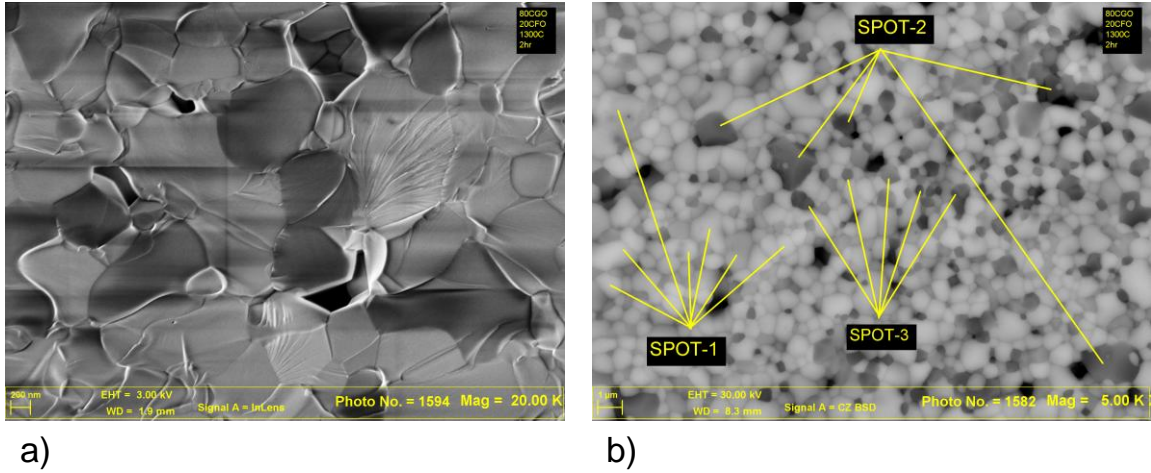 80CGO
20CFO
1300C
2hr
200 nm
EHT = 3.00 kV
WD = 1.9 mm
Signal A = InLens
Photo No. = 1594
Mag = 20.00 K
a)
80CGO
20CFO
1300C
2hr
SPOT-2
SPOT-1
SPOT-3
1 µm
EHT = 30.00 kV
WD = 8.3 mm
Signal A = CZ BSD
Photo No. = 1582
Mag = 5.00 K
b)